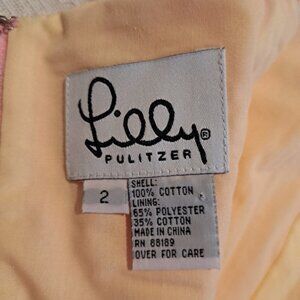 Lilly®
PULITZER
2
SHELL:
100% COTTON
LINING:
65% POLYESTER
35% COTTON
MADE IN CHINA
RN 88189
OVER FOR CARE